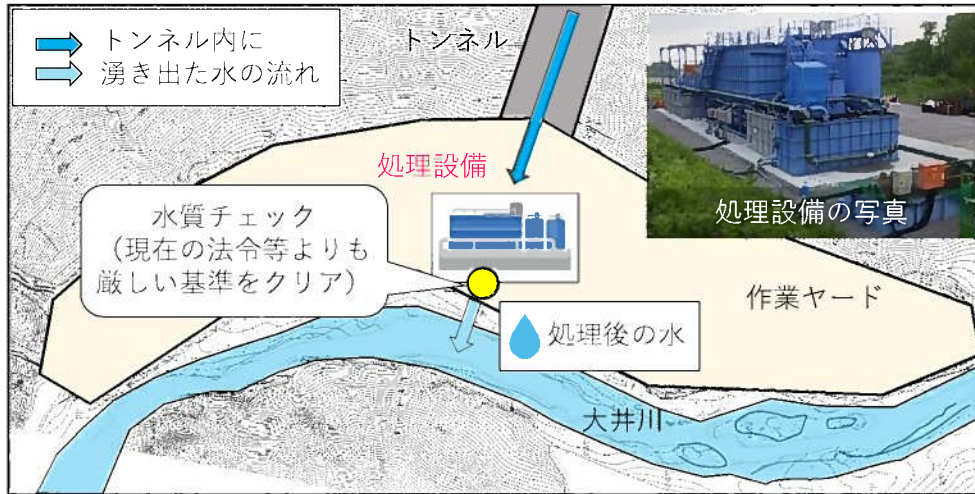 トンネル内に
湧き出た水の流れ
トンネル
処理設備
水質チェック
（現在の法令等よりも
厳しい基準をクリア）
処理設備の写真
作業ヤード
処理後の水
大井川